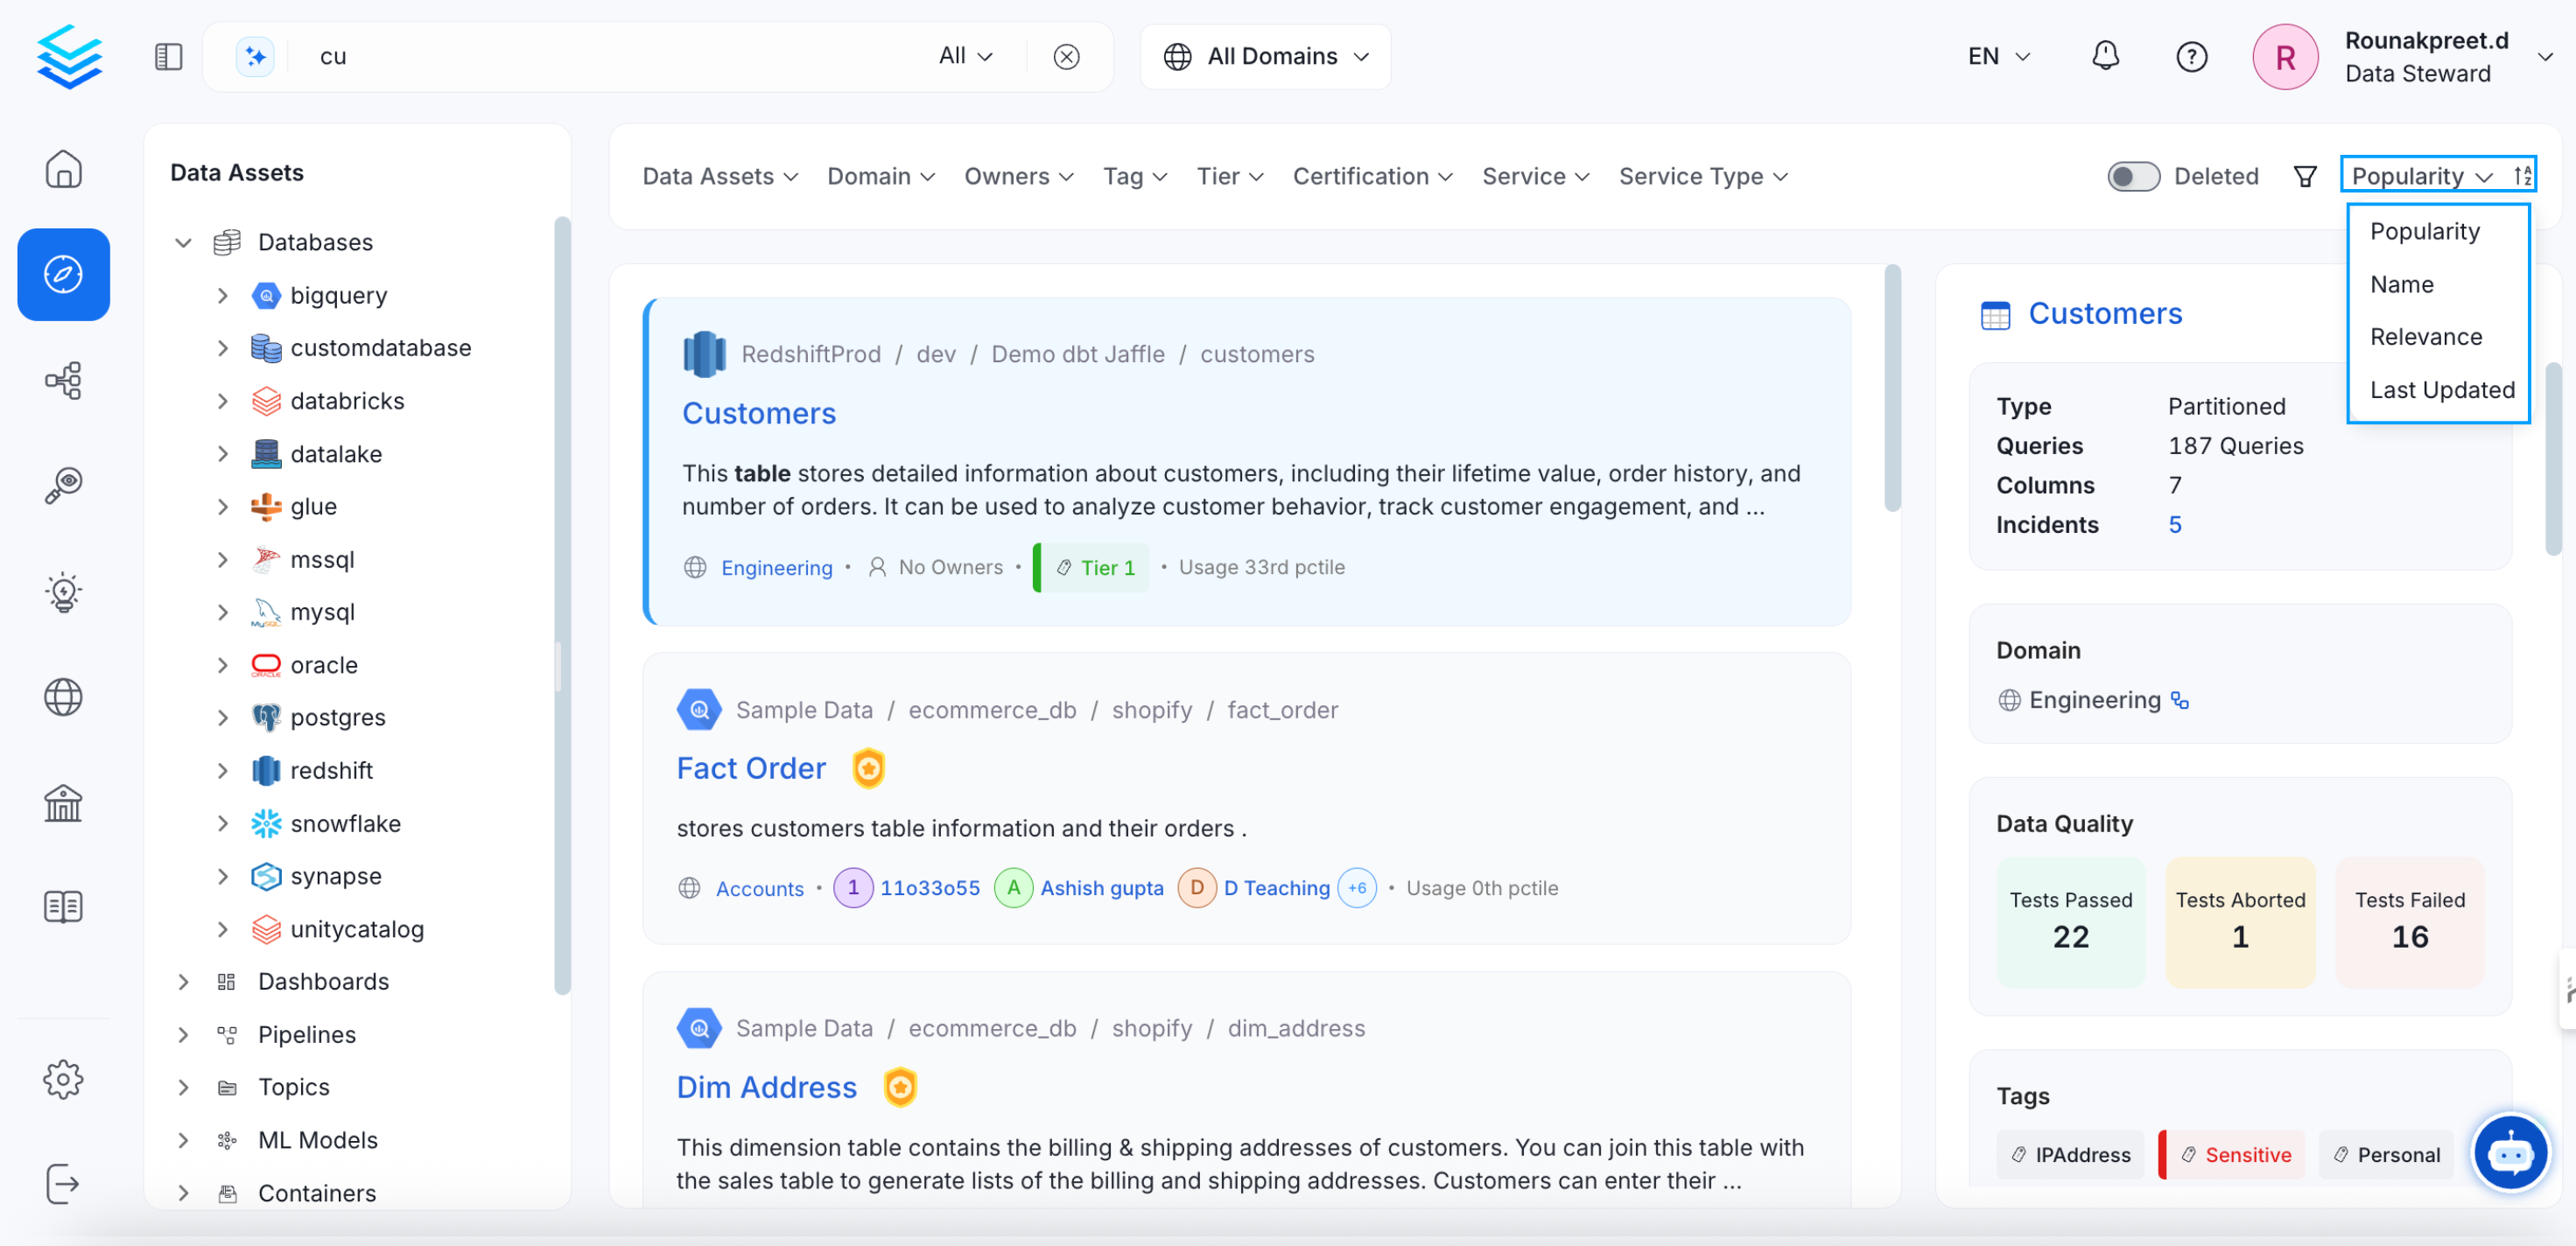 cu
All
All Domains
EN
R
Rounakpreet.d
Data Steward
Data Assets
Databases
bigquery
customdatabase
databricks
datalake
glue
mssql
mysql
oracle
postgres
redshift
snowflake
synapse
unitycatalog
Dashboards
Pipelines
Topics
ML Models
Containers
Data Assets Domain Owners Tag Tier Certification Service Service Type
Deleted
Popularity
Popularity
Name
Relevance
Last Updated
RedshiftProd / dev / Demo dbt Jaffle / customers
Customers
This table stores detailed information about customers, including their lifetime value, order history, and
number of orders. It can be used to analyze customer behavior, track customer engagement, and ...
Engineering • No Owners • Tier 1 • Usage 33rd pctile
Sample Data / ecommerce_db / shopify / fact_order
Fact Order
stores customers table information and their orders .
Accounts • 1 11o33o55 A Ashish gupta D D Teaching +6 • Usage 0th pctile
Sample Data / ecommerce_db / shopify / dim_address
Dim Address
This dimension table contains the billing & shipping addresses of customers. You can join this table with
the sales table to generate lists of the billing and shipping addresses. Customers can enter their ...
Customers
Type Partitioned
Queries 187 Queries
Columns 7
Incidents 5
Domain
Engineering
Data Quality
Tests Passed
22
Tests Aborted
1
Tests Failed
16
Tags
IPAddress Sensitive Personal